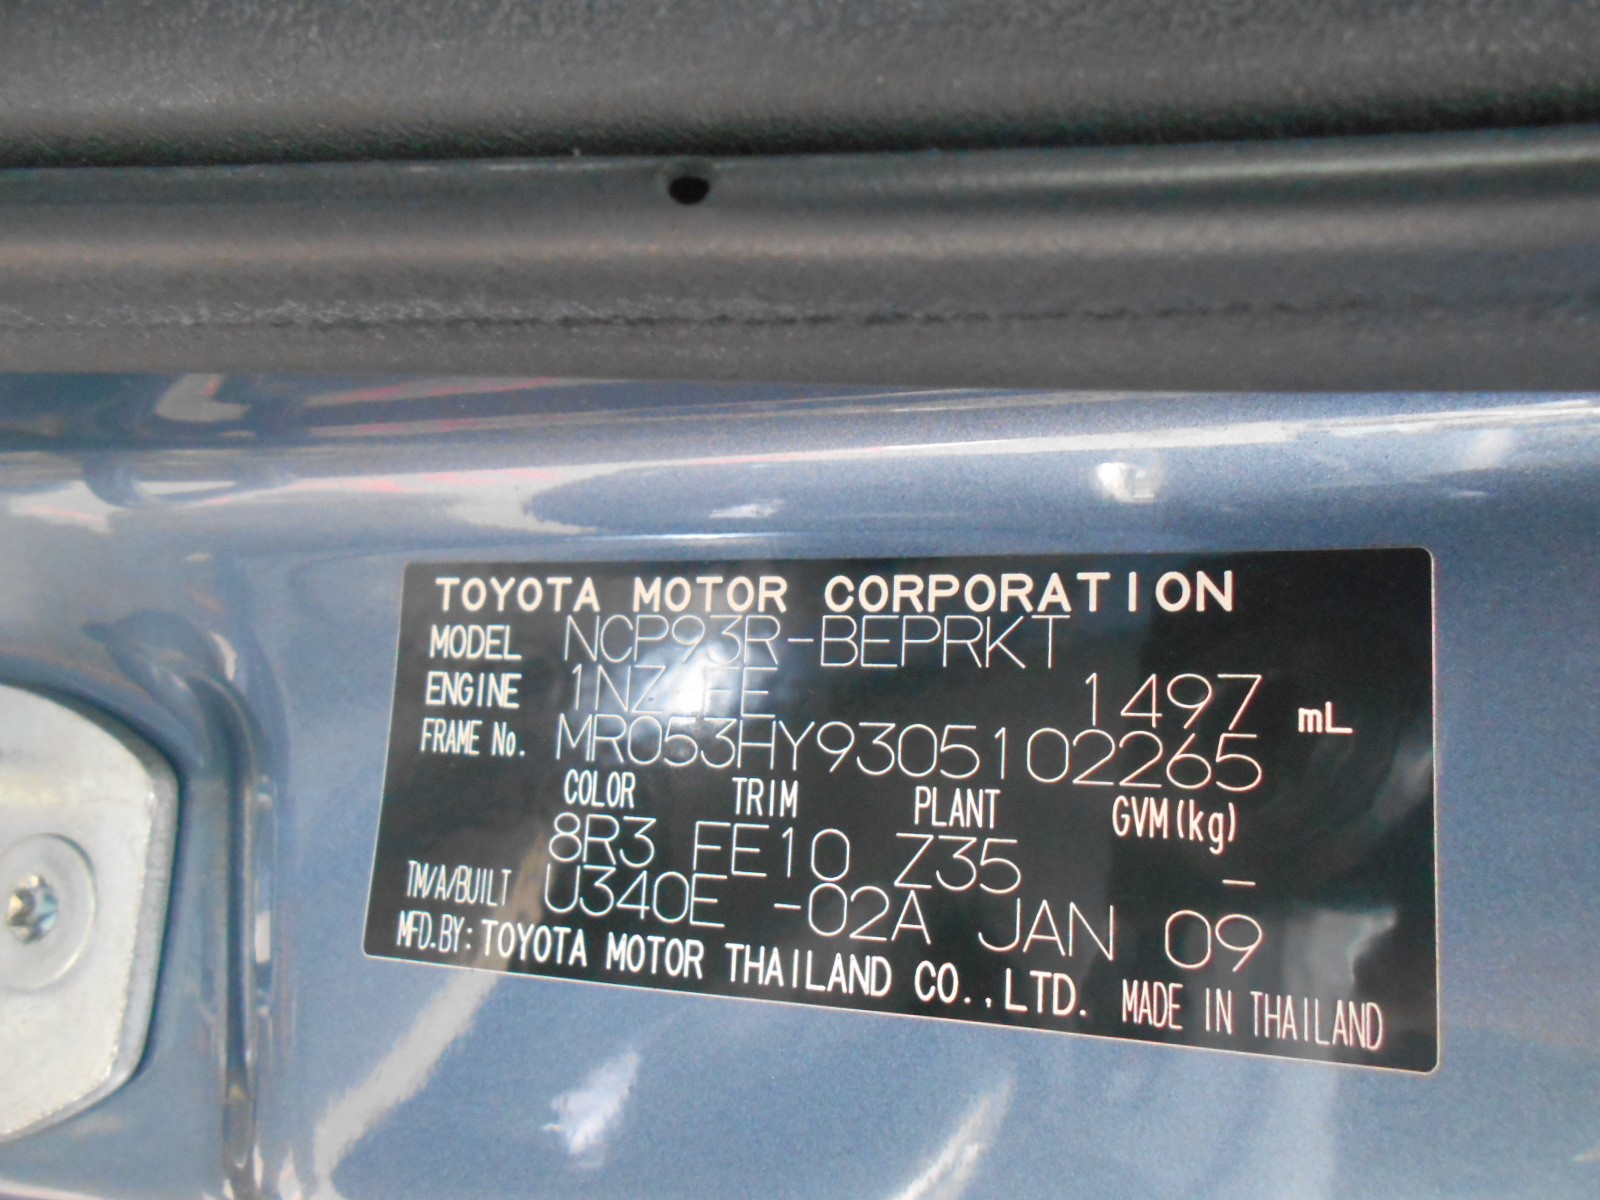 TOYOTA MOTOR CORPORATION
MODEL NCP93R-BEPRKT
ENGINE 1NZ-FE 1497 mL
FRAME No. MR053HY9305102265
COLOR TRIM PLANT GVM(kg)
8R3 FE10 Z35 -
TM/A/BUILT U340E -02A JAN 09
MFD.BY: TOYOTA MOTOR THAILAND CO., LTD. MADE IN THAILAND